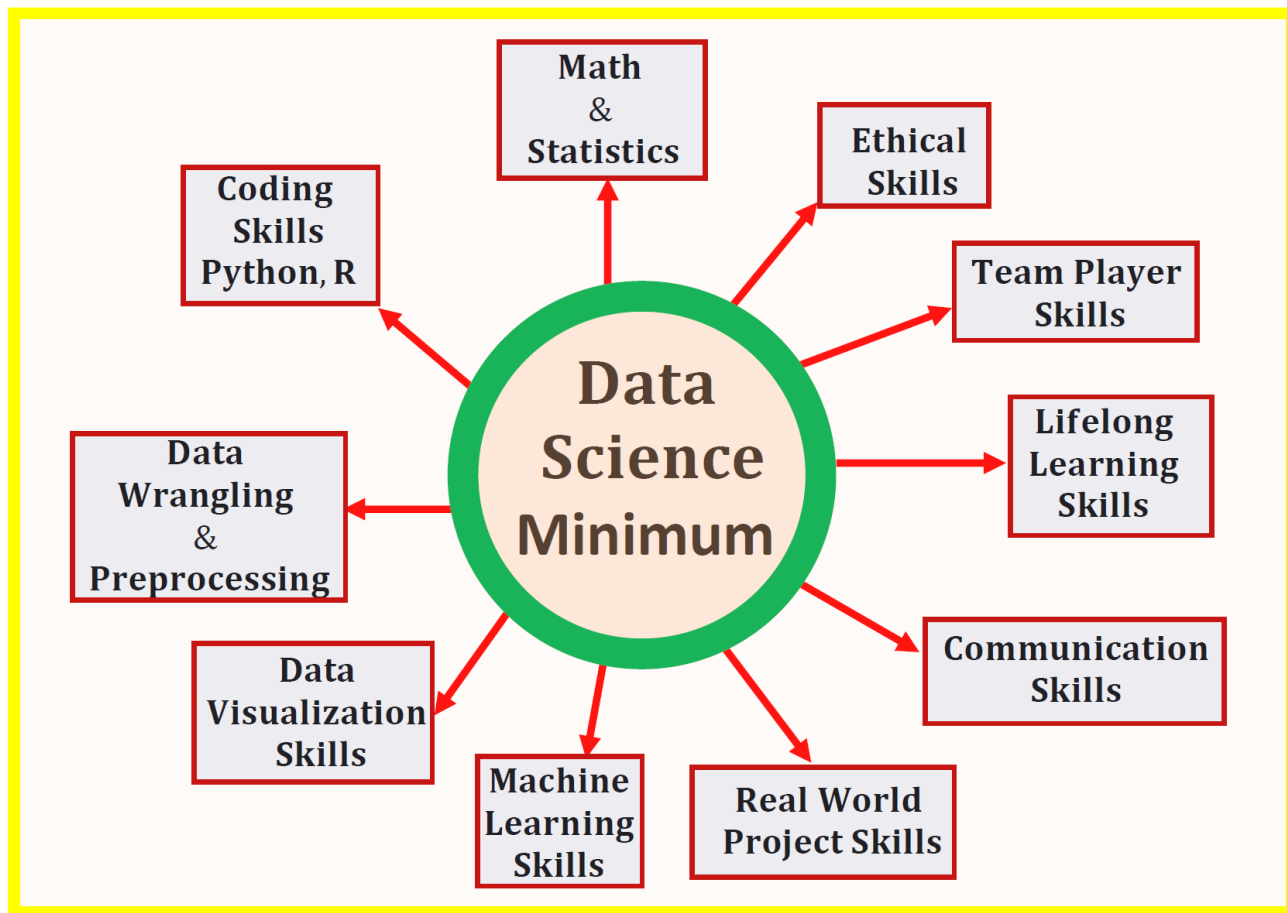 Math
&
Statistics
Ethical
Skills
Team Player
Skills
Lifelong
Learning
Skills
Communication
Skills
Real World
Project Skills
Machine
Learning
Skills
Data
Visualization
Skills
Data
Wrangling
&
Preprocessing
Coding
Skills
Python, R
Data
Science
Minimum